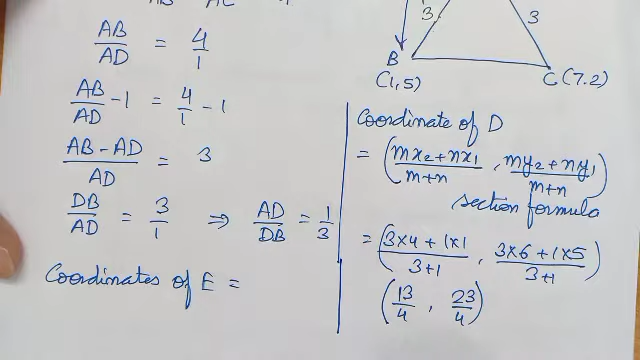 AB/AD = 4/1
AB/AD - 1 = 4/1 - 1
AB - AD/AD = 3
DB/AD = 3/1 ⇒ AD/DB = 1/3
Coordinates of E =
3
3
B
(1,5)
C (7.2)
Coordinate of D
= (mx₂+nx₁/m+n , my₂+ny₁/m+n)
section formula
= (3×4+1×1/3+1 , 3×6+1×5/3+1)
(13/4 , 23/4)